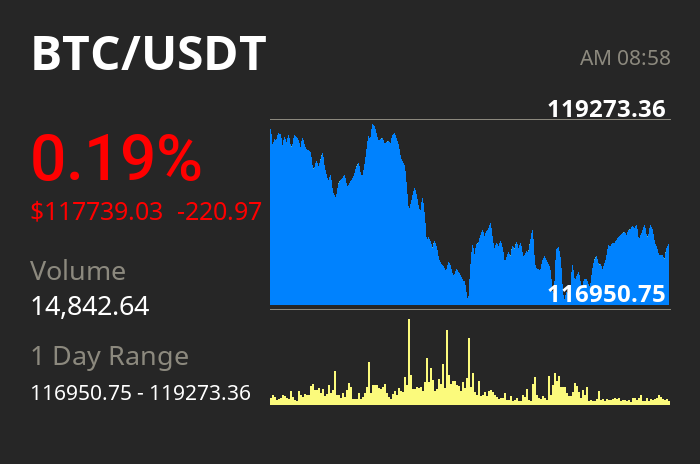 BTC/USDT
AM 08:58
119273.36
0.19%
$117739.03 -220.97
Volume
14,842.64
116950.75
1 Day Range
116950.75 - 119273.36